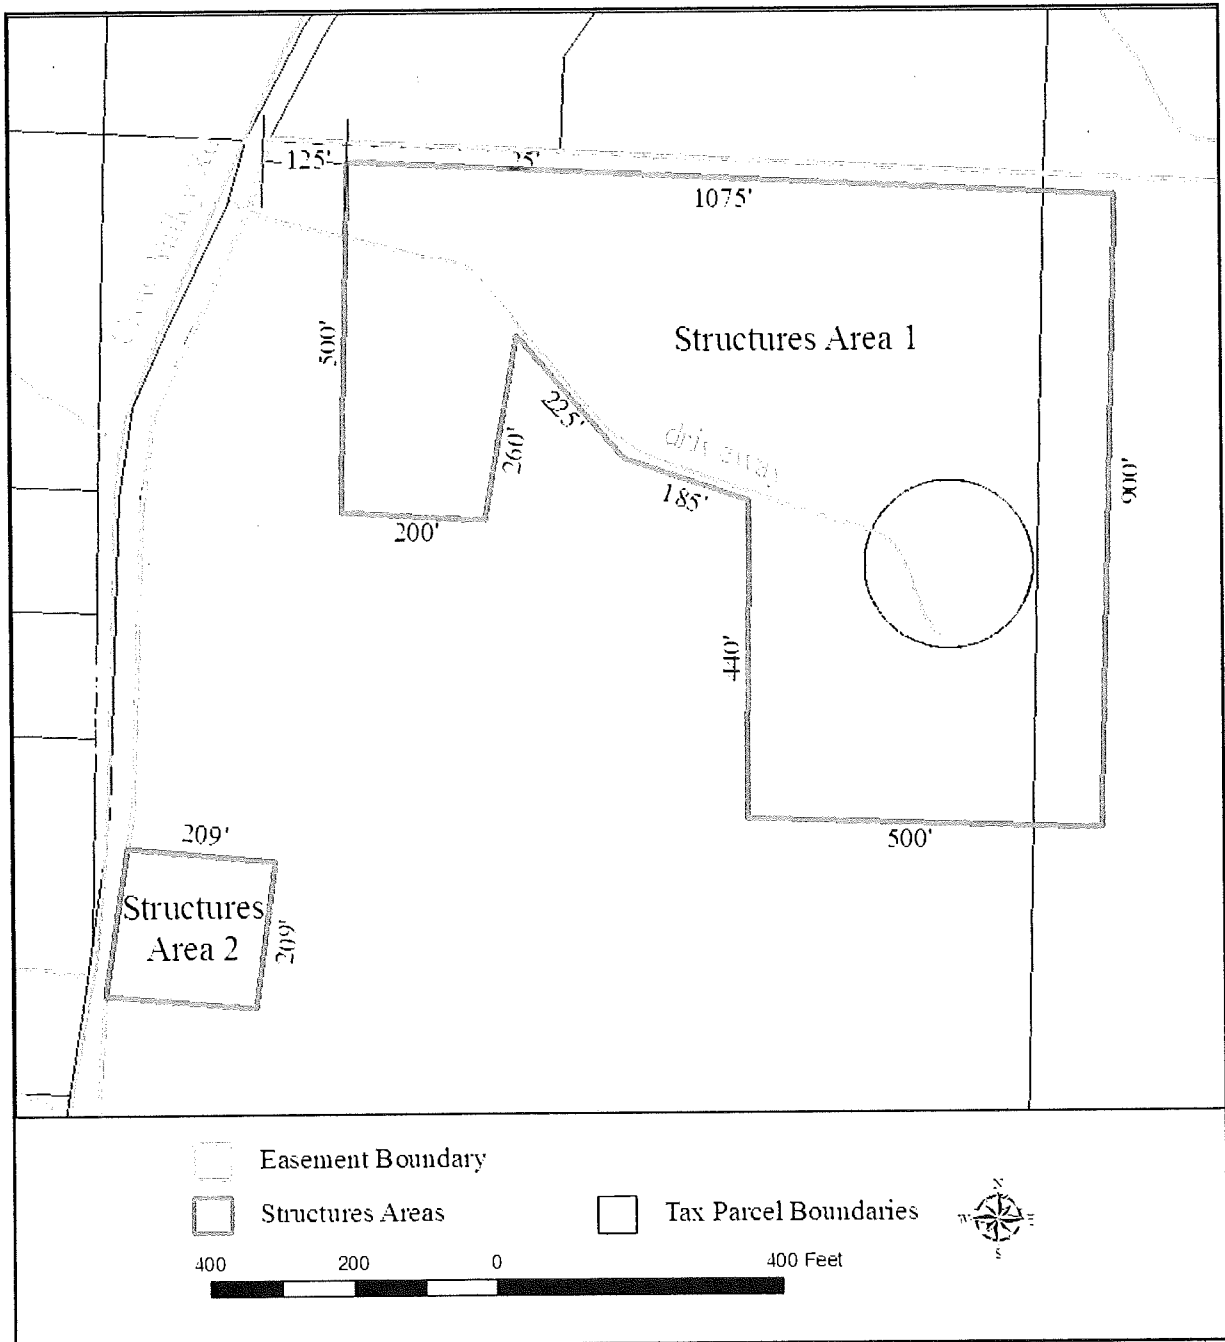 125'
25'
1075'
Structures Area 1
500'
225'
260'
driveway
185'
200'
900'
440'
500'
209'
Structures
Area 2
209'
Easement Boundary
Structures Areas
Tax Parcel Boundaries
N
W
E
S
400 200 0 400 Feet